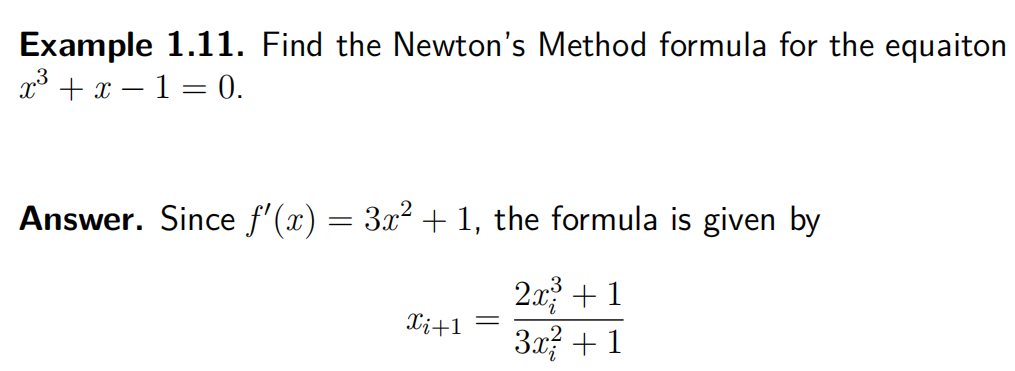 Example 1.11. Find the Newton's Method formula for the equaiton
$x^3 + x - 1 = 0.$
Answer. Since $f'(x) = 3x^2 + 1$, the formula is given by
$x_{i+1} = \frac{2x_i^3 + 1}{3x_i^2 + 1}$